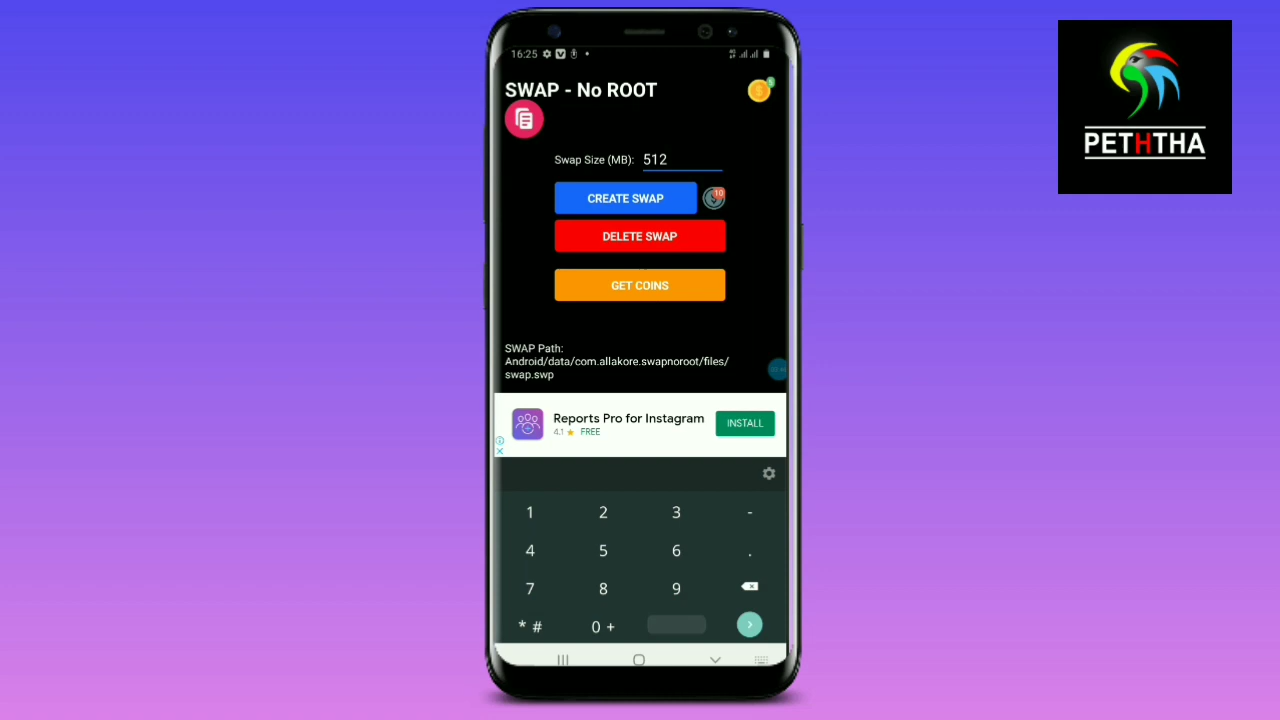 16:25
SWAP - No ROOT
PETHTHA
Swap Size (MB): 512
CREATE SWAP
10
DELETE SWAP
GET COINS
SWAP Path:
Android/data/com.allakore.swapnoroot/files/
swap.swp
Reports Pro for Instagram
4.1 ★ FREE
INSTALL
1 2 3 -
4 5 6 .
7 8 9
* # 0 +